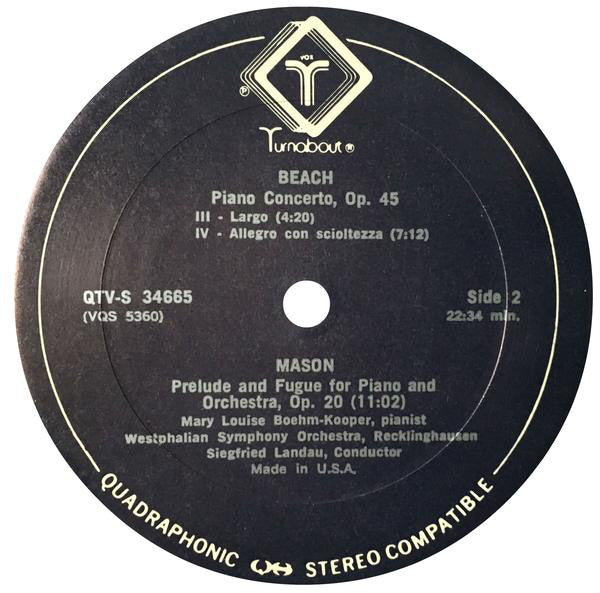 VOX
T
℗
Turnabout ®
BEACH
Piano Concerto, Op. 45
III - Largo (4:20)
IV - Allegro con scioltezza (7:12)
QTV-S 34665
(VQS 5360)
Side 2
22:34 min.
MASON
Prelude and Fugue for Piano and
Orchestra, Op. 20 (11:02)
Mary Louise Boehm-Kooper, pianist
Westphalian Symphony Orchestra, Recklinghausen
Siegfried Landau, Conductor
Made in U.S.A.
QUADRAPHONIC QS STEREO COMPATIBLE